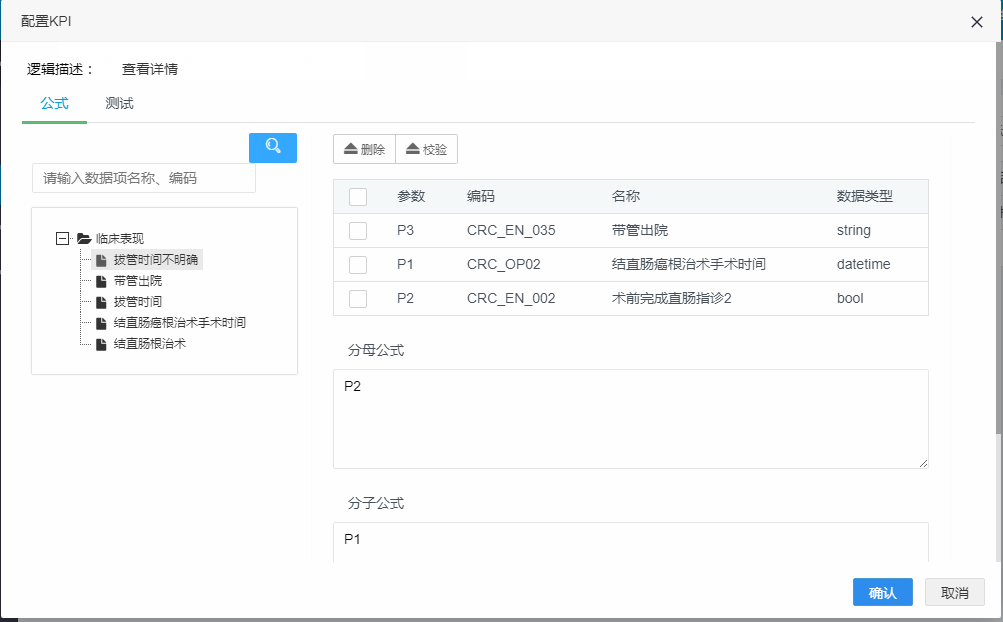 配置KPI
逻辑描述： 查看详情
公式 测试
请输入数据项名称、编码
临床表现
拔管时间不明确
带管出院
拔管时间
结直肠癌根治术手术时间
结直肠根治术
删除 校验
参数 编码 名称 数据类型
P3 CRC_EN_035 带管出院 string
P1 CRC_OP02 结直肠癌根治术手术时间 datetime
P2 CRC_EN_002 术前完成直肠指诊2 bool
分母公式
P2
分子公式
P1
确认 取消